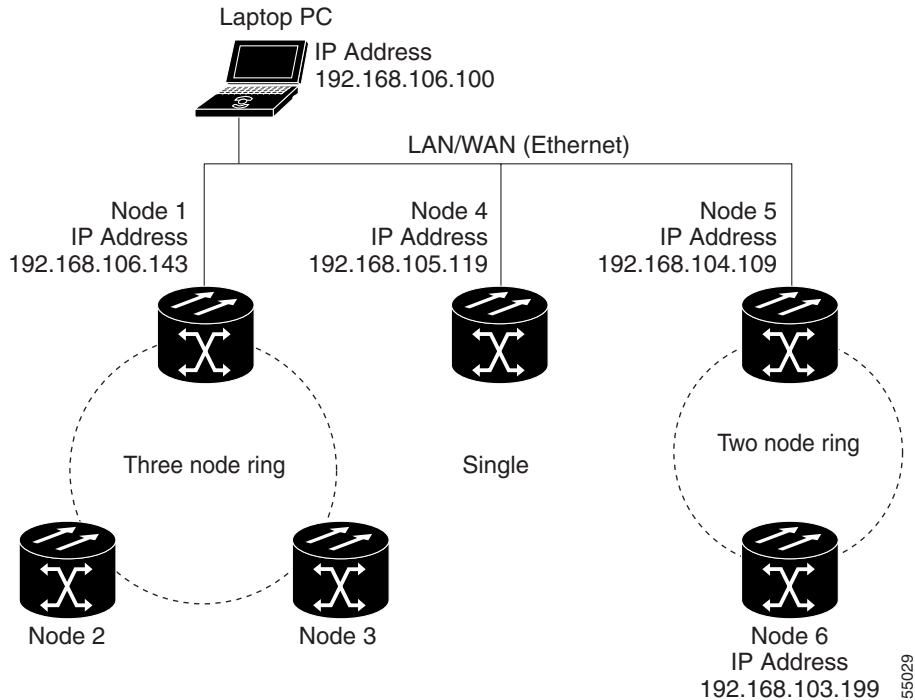 Laptop PC
IP Address
192.168.106.100
LAN/WAN (Ethernet)
Node 1
IP Address
192.168.106.143
Node 4
IP Address
192.168.105.119
Node 5
IP Address
192.168.104.109
Three node ring
Single
Two node ring
Node 2
Node 3
Node 6
IP Address
192.168.103.199
55029